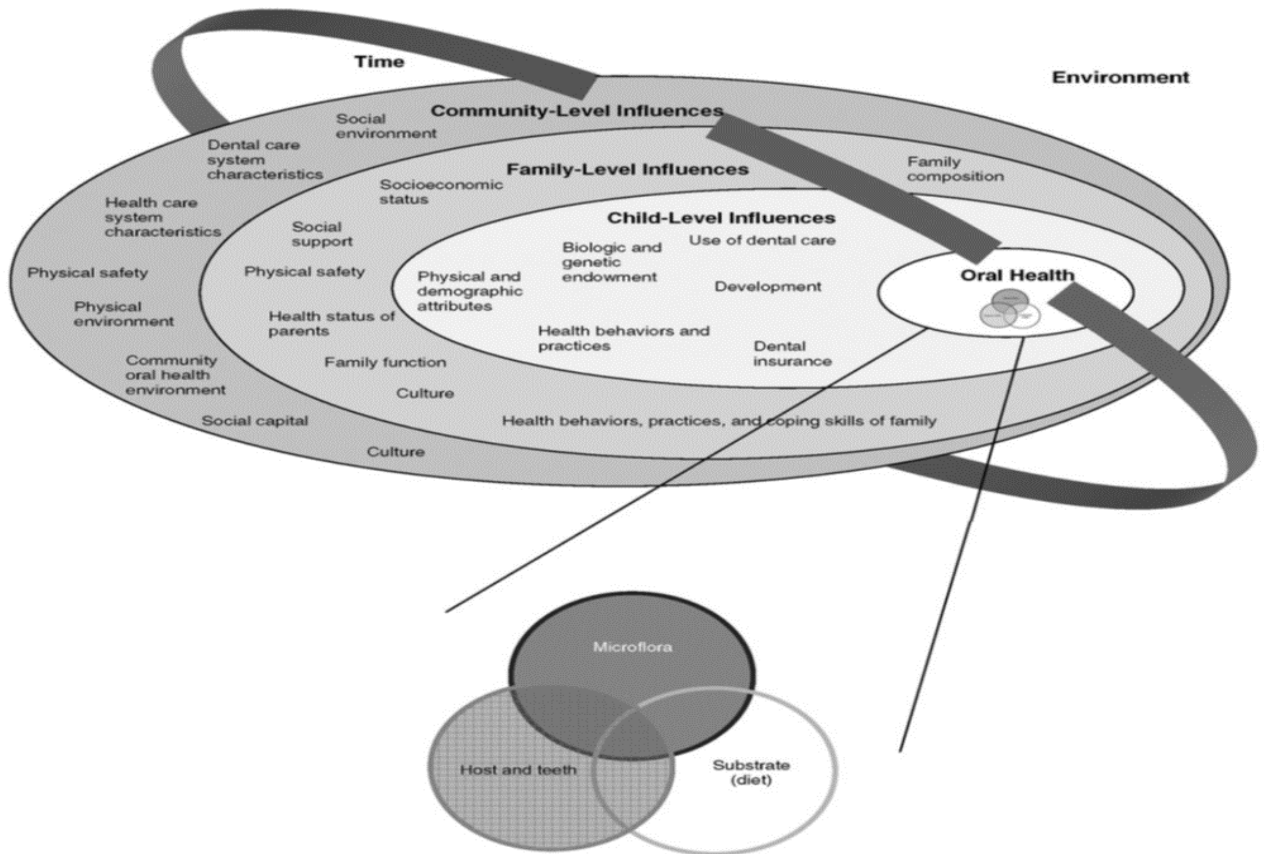 Time
Environment
Community-Level Influences
Social
environment
Dental care
system
characteristics
Health care
system
characteristics
Physical safety
Physical
environment
Community
oral health
environment
Social capital
Culture
Family-Level Influences
Family
composition
Socioeconomic
status
Social
support
Physical safety
Health status of
parents
Family function
Culture
Health behaviors, practices, and coping skills of family
Child-Level Influences
Use of dental care
Biologic and
genetic
endowment
Physical and
demographic
attributes
Development
Health behaviors and
practices
Dental
insurance
Oral Health
Microflora
Host and teeth
Substrate
(diet)